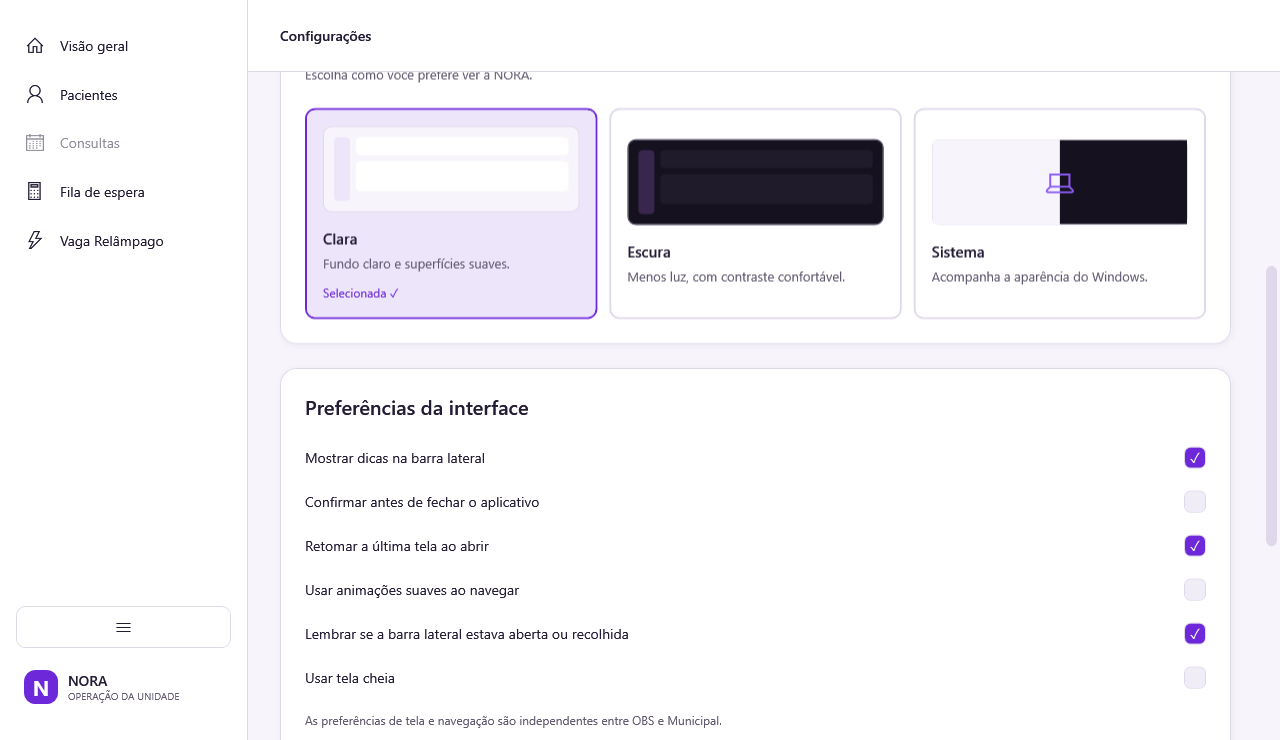 Visão geral
Pacientes
Consultas
Fila de espera
Vaga Relâmpago
N
NORA
OPERAÇÃO DA UNIDADE
Configurações
Escolha como você prefere ver a NORA.
Clara
Fundo claro e superfícies suaves.
Selecionada ✓
Escura
Menos luz, com contraste confortável.
Sistema
Acompanha a aparência do Windows.
Preferências da interface
Mostrar dicas na barra lateral
Confirmar antes de fechar o aplicativo
Retomar a última tela ao abrir
Usar animações suaves ao navegar
Lembrar se a barra lateral estava aberta ou recolhida
Usar tela cheia
As preferências de tela e navegação são independentes entre OBS e Municipal.